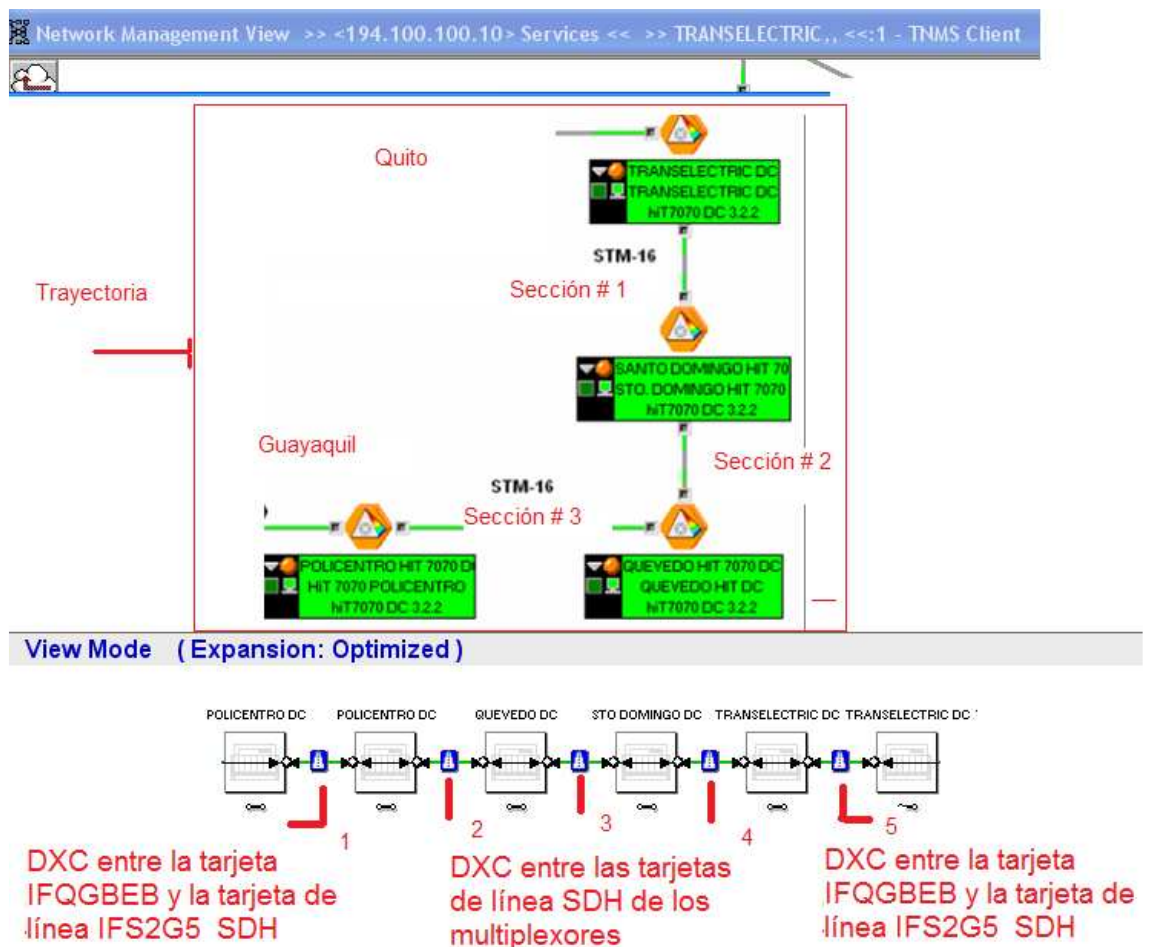 Network Management View >> <194.100.100.10> Services << >> TRANSELECTRIC,, <<:1 - TNMS Client
Quito
TRANSELECTRIC DC
TRANSELECTRIC DC
hiT7070 DC 3.2.2
STM-16
Sección # 1
Trayectoria
SANTO DOMINGO HIT 70
STO. DOMINGO HIT 7070
hiT7070 DC 3.2.2
Guayaquil
Sección # 2
STM-16
Sección # 3
POLICENTRO HIT 7070 D
HIT 7070 POLICENTRO
hiT7070 DC 3.2.2
QUEVEDO HIT 7070 DC
QUEVEDO HIT DC
hiT7070 DC 3.2.2
View Mode (Expansion: Optimized)
POLICENTRO DC POLICENTRO DC QUEVEDO DC STO DOMINGO DC TRANSELECTRIC DC TRANSELECTRIC DC
1 2 3 4 5
DXC entre la tarjeta
IFQGBEB y la tarjeta de
línea IFS2G5 SDH
DXC entre las tarjetas
de línea SDH de los
multiplexores
DXC entre la tarjeta
IFQGBEB y la tarjeta de
línea IFS2G5 SDH